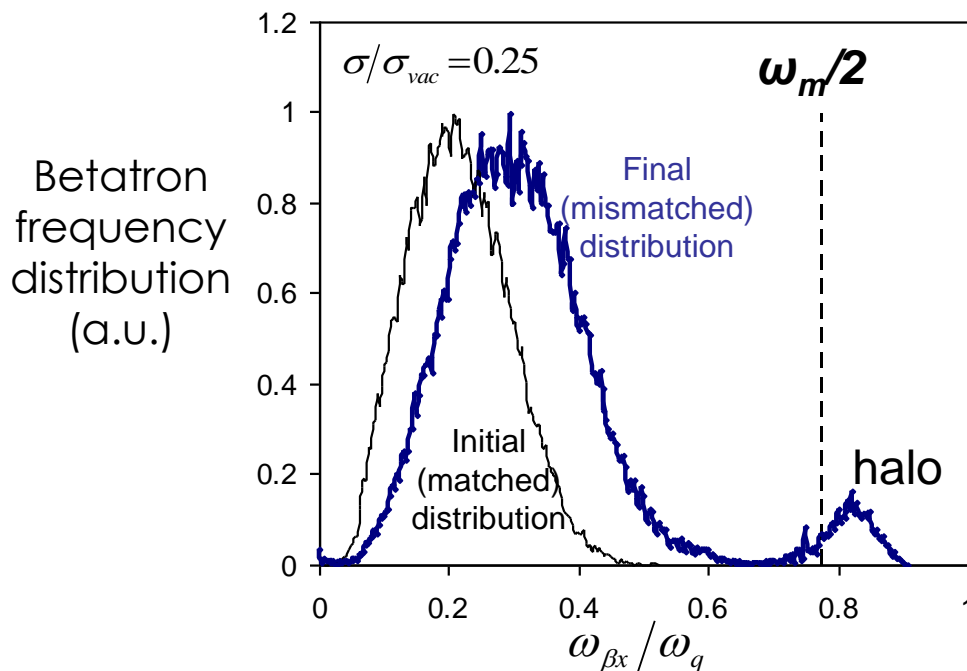 1.2
1
0.8
0.6
0.4
0.2
0
σ/σ_vac = 0.25
ω_m/2
Betatron
frequency
distribution
(a.u.)
Final
(mismatched)
distribution
Initial
(matched)
distribution
halo
0 0.2 0.4 0.6 0.8 1
ω_βx/ω_q